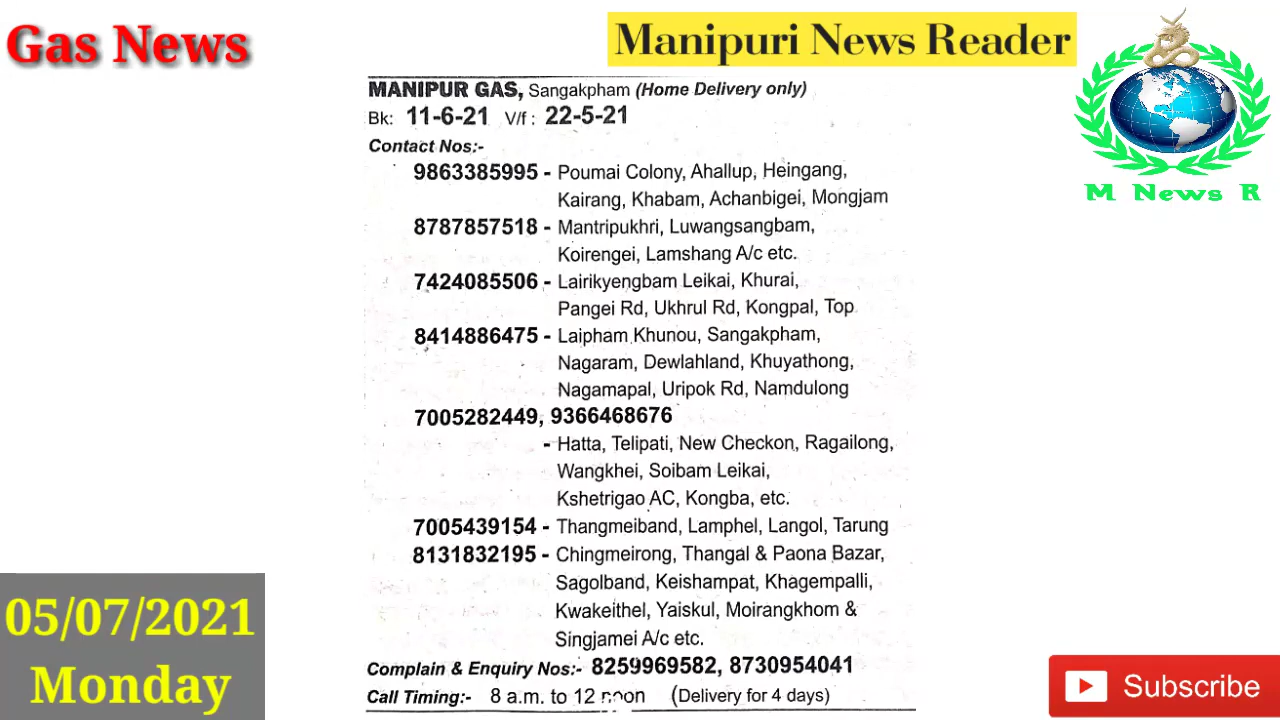 Gas News
Manipuri News Reader
M News R
MANIPUR GAS, Sangakpham (Home Delivery only)
Bk: 11-6-21 V/f : 22-5-21
Contact Nos:-
9863385995 - Poumai Colony, Ahallup, Heingang,
Kairang, Khabam, Achanbigei, Mongjam
8787857518 - Mantripukhri, Luwangsangbam,
Koirengei, Lamshang A/c etc.
7424085506 - Lairikyengbam Leikai, Khurai,
Pangei Rd, Ukhrul Rd, Kongpal, Top
8414886475 - Laipham Khunou, Sangakpham,
Nagaram, Dewlahland, Khuyathong,
Nagamapal, Uripok Rd, Namdulong
7005282449, 9366468676
- Hatta, Telipati, New Checkon, Ragailong,
Wangkhei, Soibam Leikai,
Kshetrigao AC, Kongba, etc.
7005439154 - Thangmeiband, Lamphel, Langol, Tarung
8131832195 - Chingmeirong, Thangal & Paona Bazar,
Sagolband, Keishampat, Khagempalli,
Kwakeithel, Yaiskul, Moirangkhom &
Singjamei A/c etc.
Complain & Enquiry Nos:- 8259969582, 8730954041
Call Timing:- 8 a.m. to 12 noon (Delivery for 4 days)
05/07/2021
Monday
Subscribe